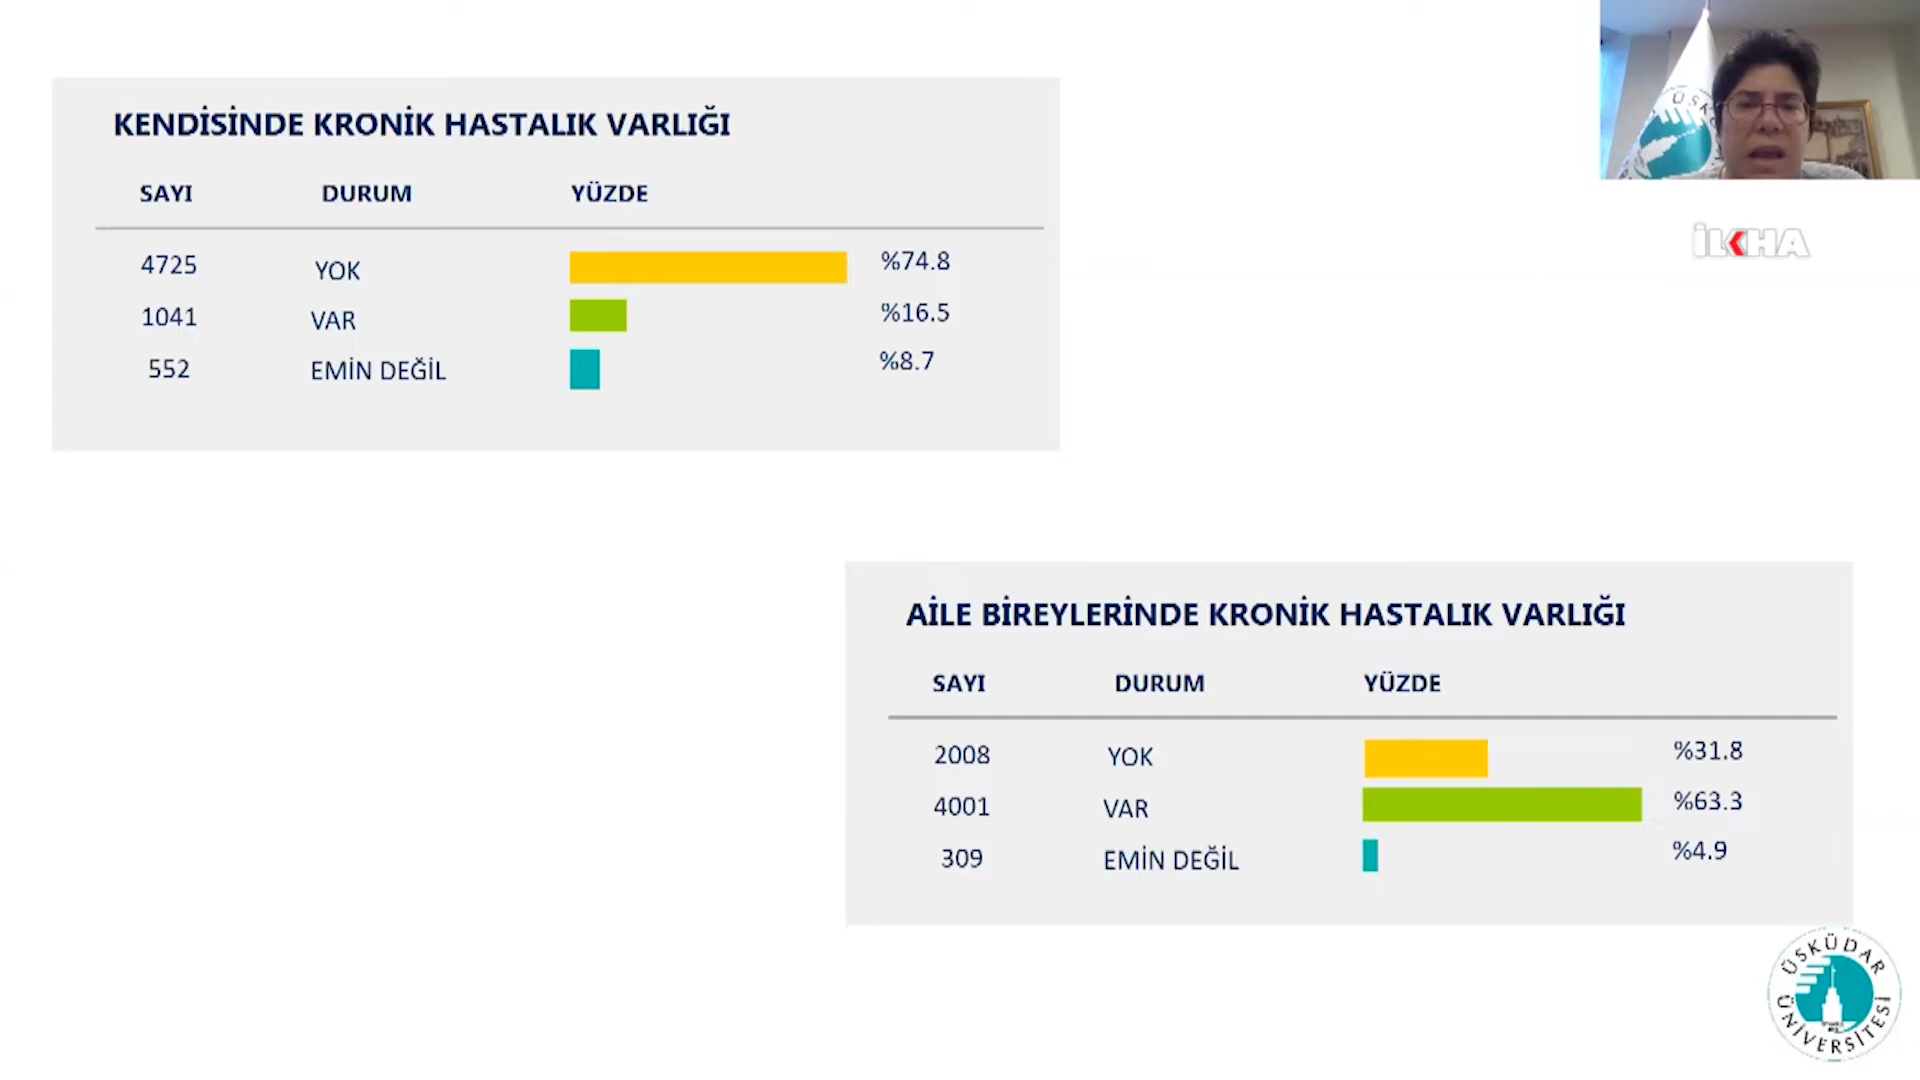 KENDİSİNDE KRONİK HASTALIK VARLIĞI
SAYI DURUM YÜZDE
4725 YOK %74.8
1041 VAR %16.5
552 EMİN DEĞİL %8.7
İLKHA
AİLE BİREYLERİNDE KRONİK HASTALIK VARLIĞI
SAYI DURUM YÜZDE
2008 YOK %31.8
4001 VAR %63.3
309 EMİN DEĞİL %4.9
ÜSKÜDAR
ÜNİVERSİTESİ